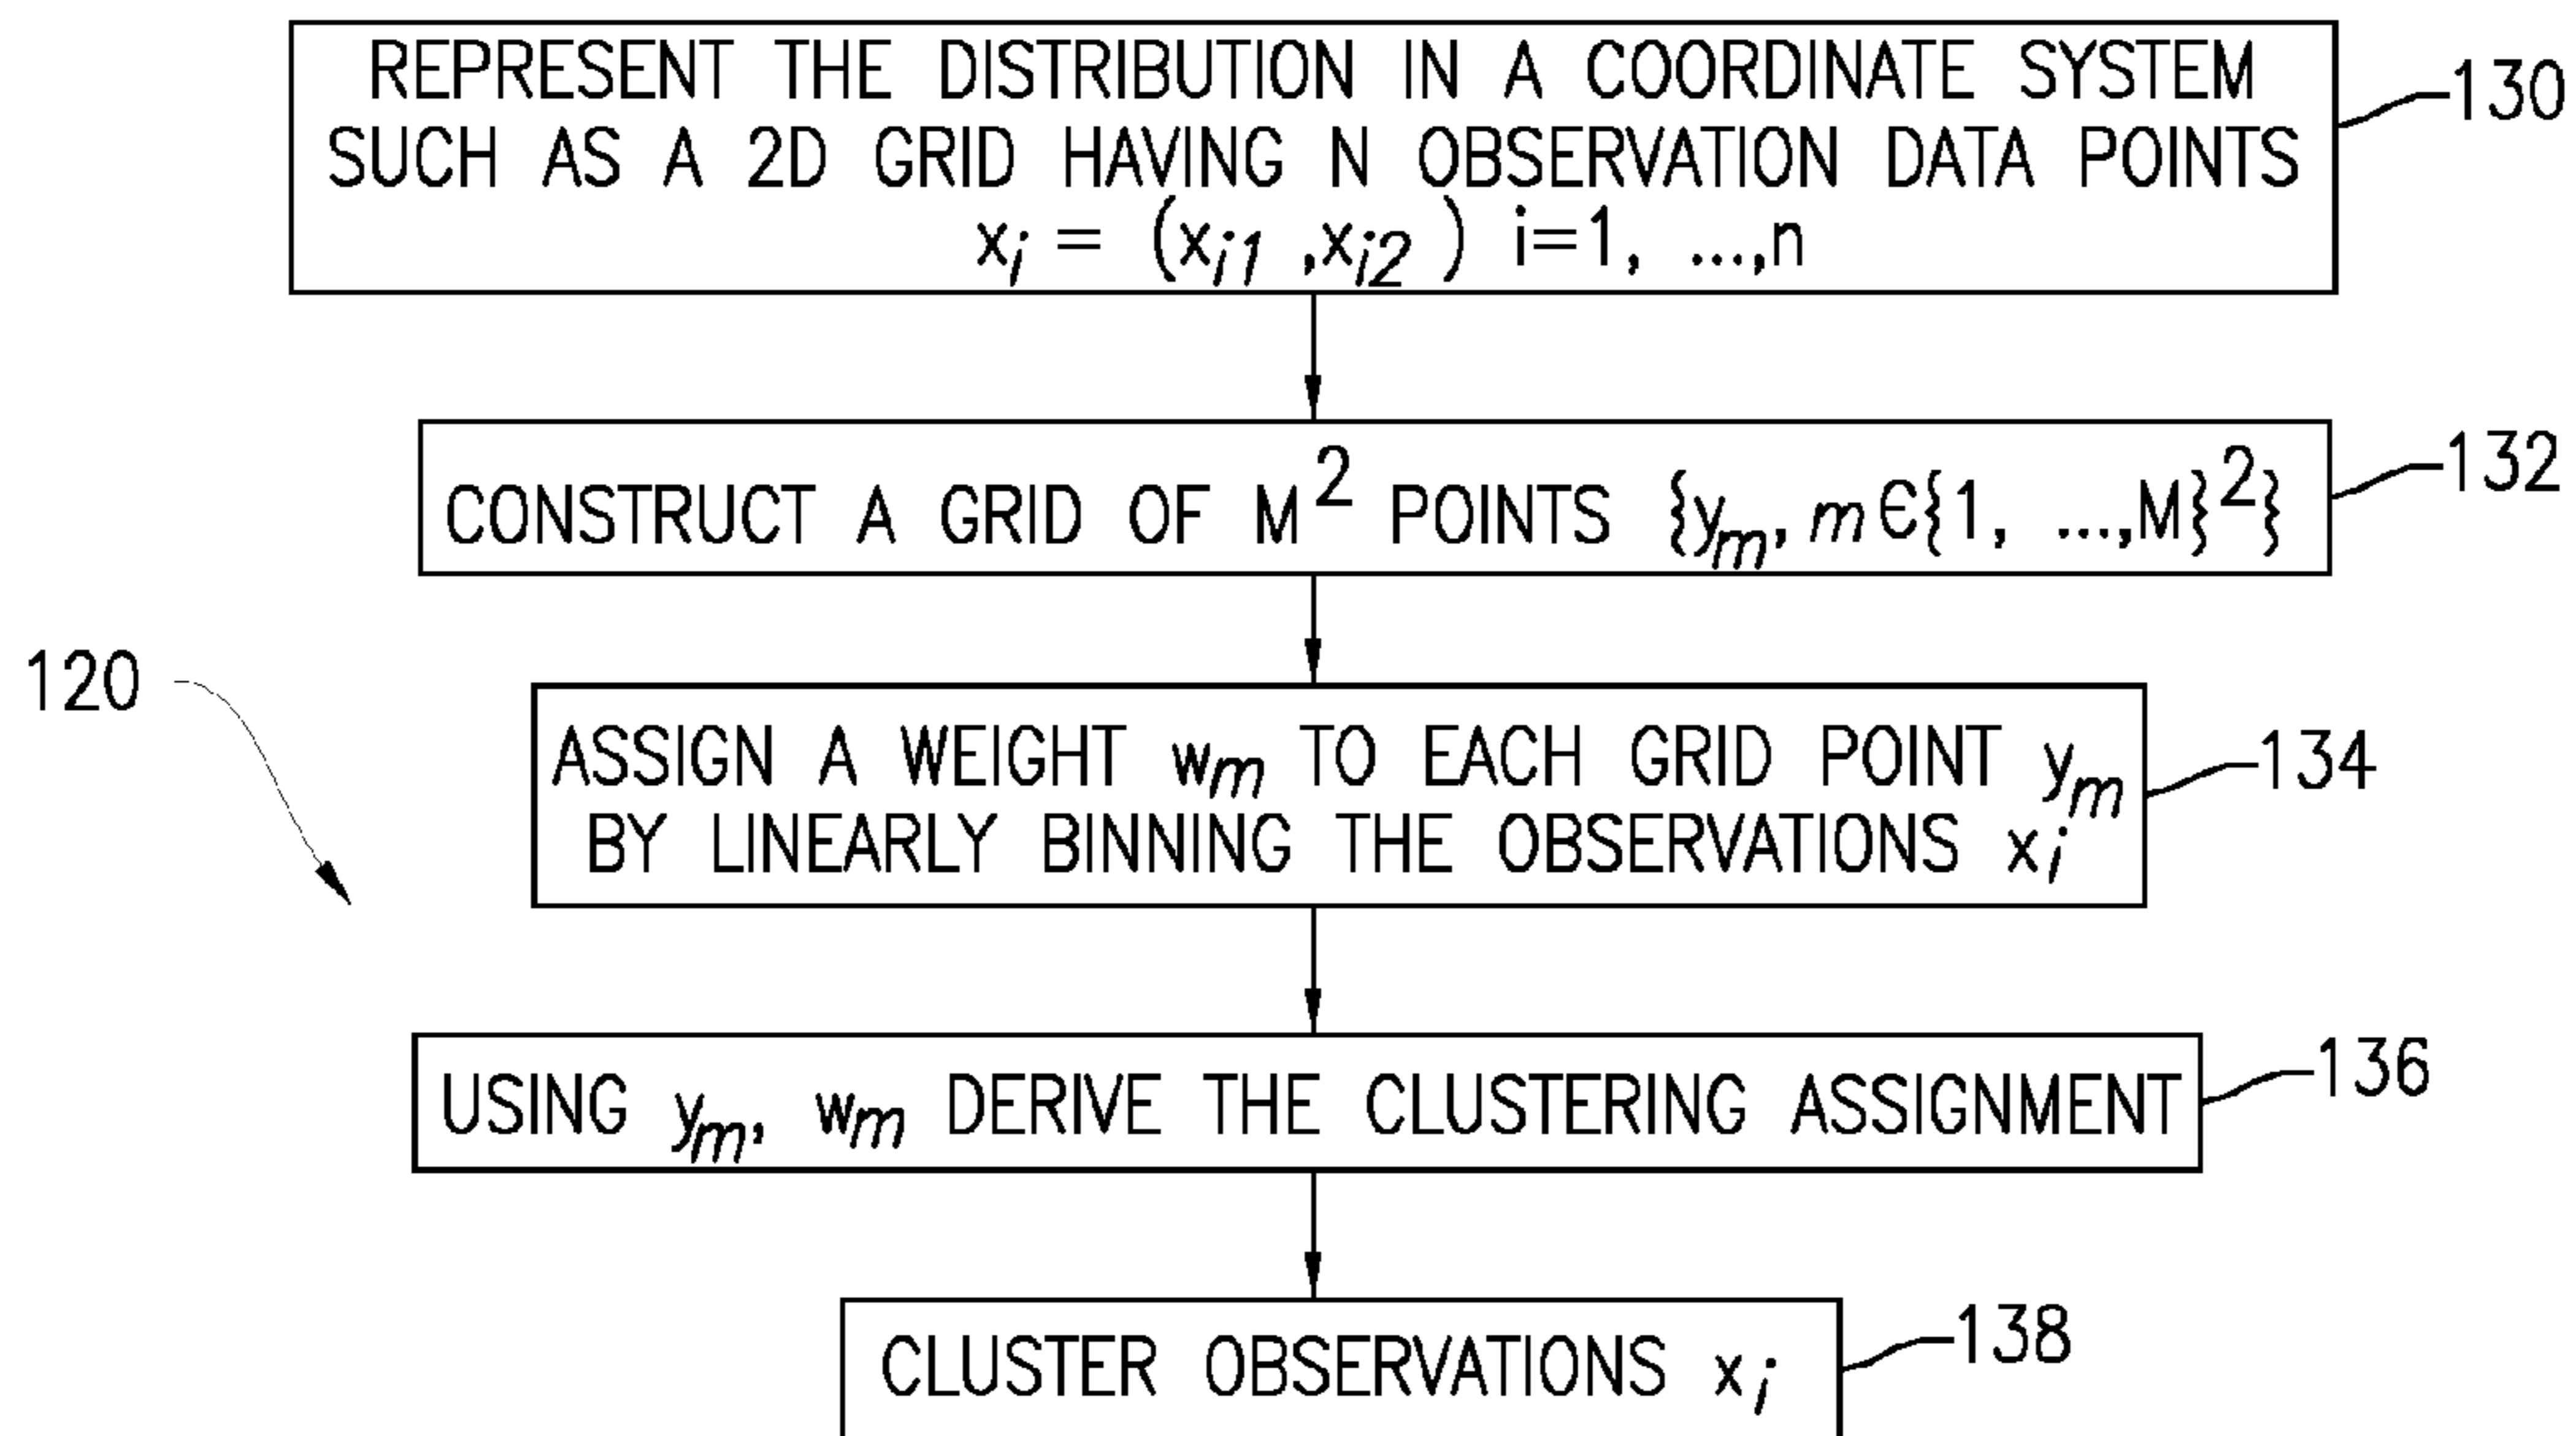 REPRESENT THE DISTRIBUTION IN A COORDINATE SYSTEM
SUCH AS A 2D GRID HAVING N OBSERVATION DATA POINTS
xᵢ = (xᵢ₁ ,xᵢ₂ ) i=1, ...,n
130
CONSTRUCT A GRID OF M² POINTS {yₘ, m∈{1, ...,M}²}
132
120
ASSIGN A WEIGHT wₘ TO EACH GRID POINT yₘ
BY LINEARLY BINNING THE OBSERVATIONS xᵢ
134
USING yₘ, wₘ DERIVE THE CLUSTERING ASSIGNMENT
136
CLUSTER OBSERVATIONS xᵢ
138